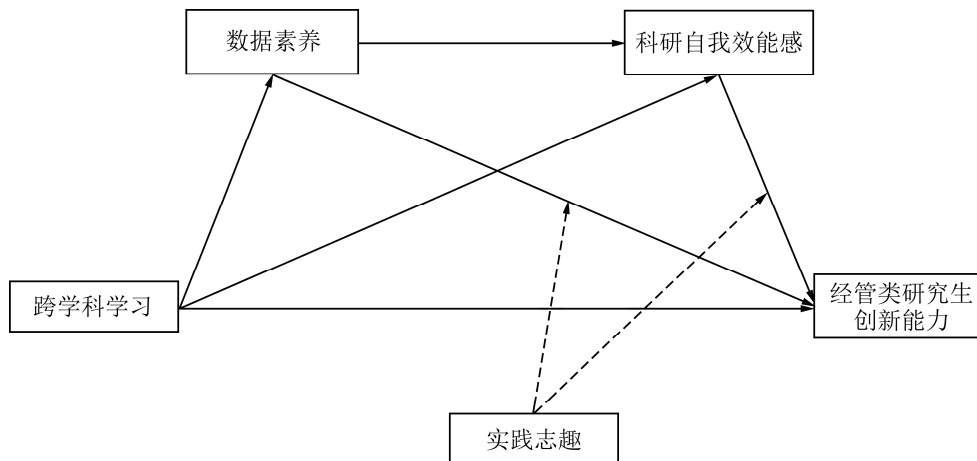 数据素养
科研自我效能感
跨学科学习
经管类研究生
创新能力
实践志趣